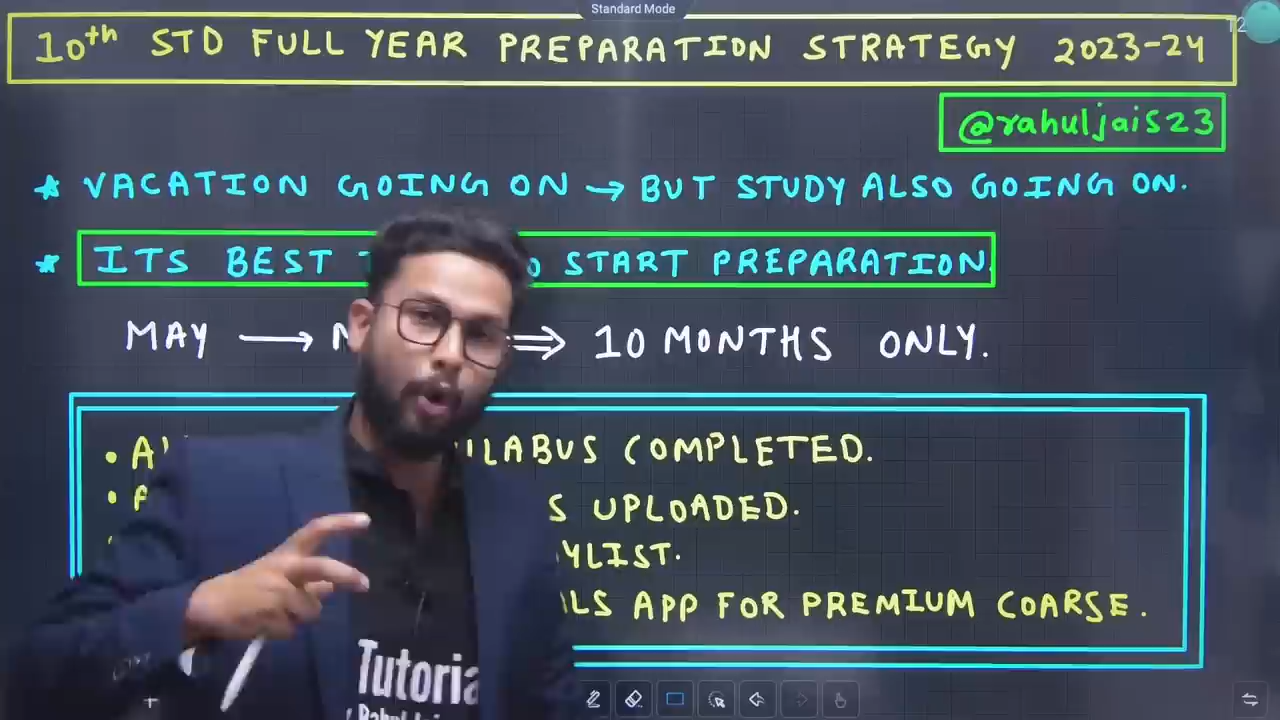 Standard Mode
10th STD FULL YEAR PREPARATION STRATEGY 2023-24
@rahuljais23
* VACATION GOING ON → BUT STUDY ALSO GOING ON.
* ITS BEST START PREPARATION.
MAY → ⇒ 10 MONTHS ONLY.
COMPLETED.
UPLOADED.
APP FOR PREMIUM COARSE.